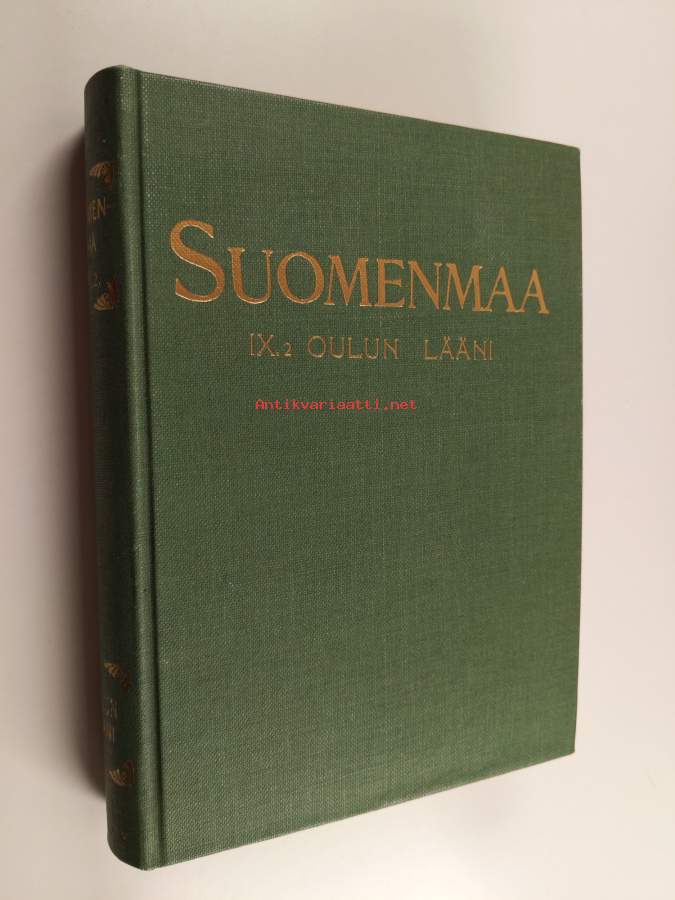 SUOMENMAA
IX.2 OULUN LÄÄNI
Antikvariaatti.net